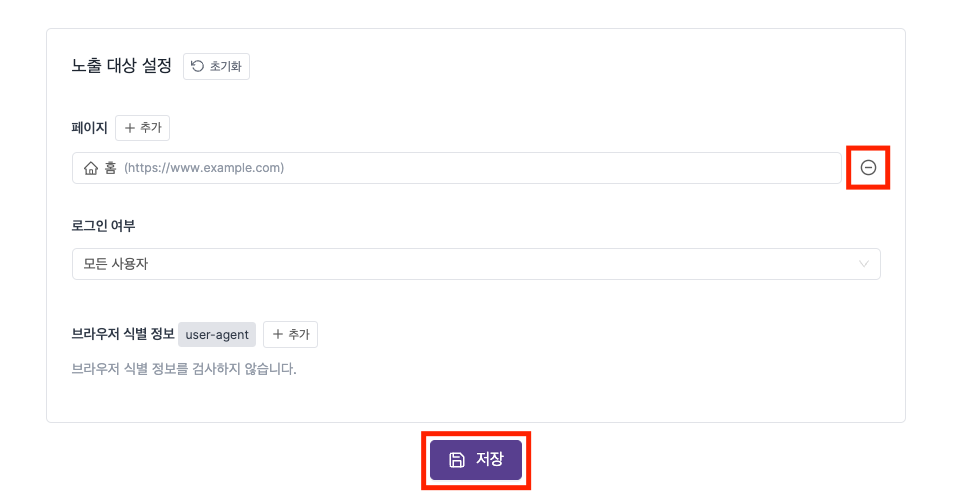 노출 대상 설정 초기화
페이지 추가
홈 (https://www.example.com)
로그인 여부
모든 사용자
브라우저 식별 정보 user-agent 추가
브라우저 식별 정보를 검사하지 않습니다.
저장